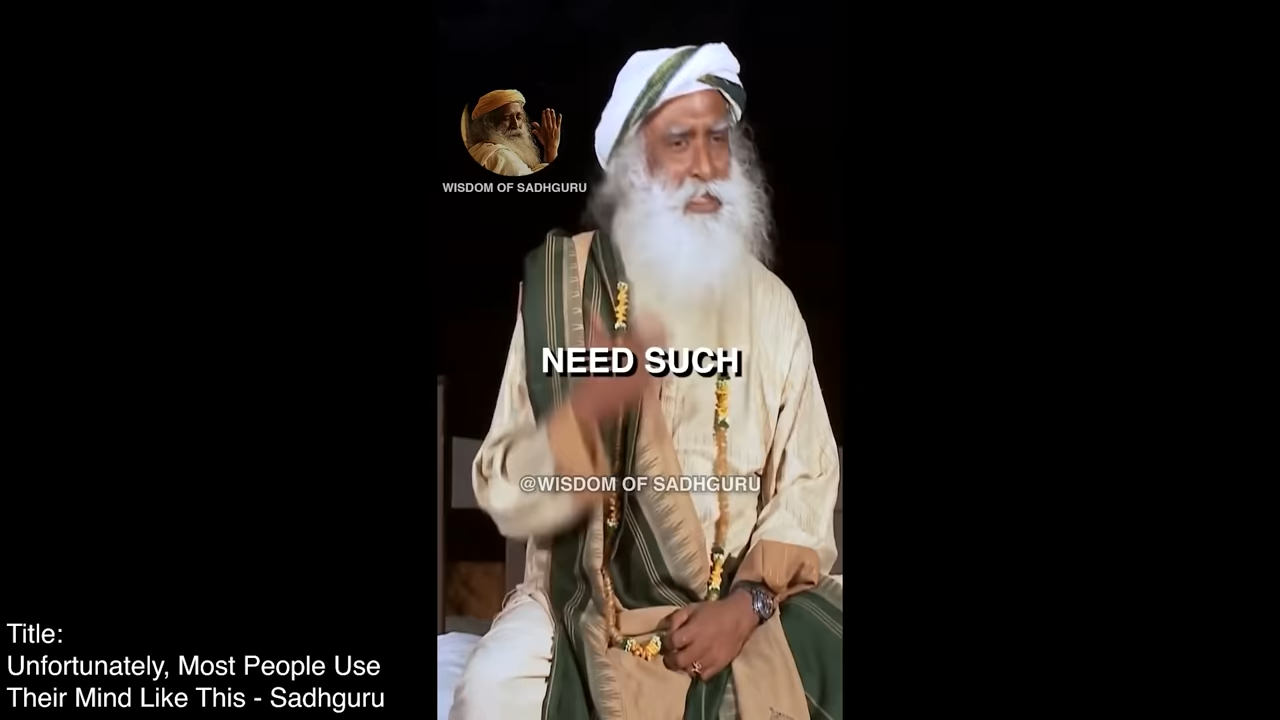 WISDOM OF SADHGURU
NEED SUCH
@WISDOM OF SADHGURU
Title:
Unfortunately, Most People Use
Their Mind Like This - Sadhguru